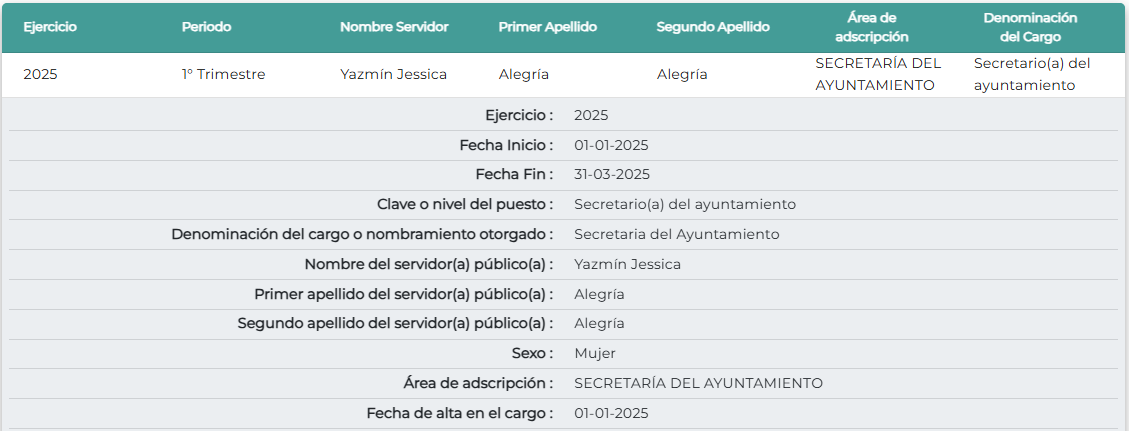 Ejercicio Periodo Nombre Servidor Primer Apellido Segundo Apellido Área de adscripción Denominación del Cargo
2025 1° Trimestre Yazmín Jessica Alegría Alegría SECRETARÍA DEL AYUNTAMIENTO Secretario(a) del ayuntamiento
Ejercicio : 2025
Fecha Inicio : 01-01-2025
Fecha Fin : 31-03-2025
Clave o nivel del puesto : Secretario(a) del ayuntamiento
Denominación del cargo o nombramiento otorgado : Secretaria del Ayuntamiento
Nombre del servidor(a) público(a) : Yazmín Jessica
Primer apellido del servidor(a) público(a) : Alegría
Segundo apellido del servidor(a) público(a) : Alegría
Sexo : Mujer
Área de adscripción : SECRETARÍA DEL AYUNTAMIENTO
Fecha de alta en el cargo : 01-01-2025